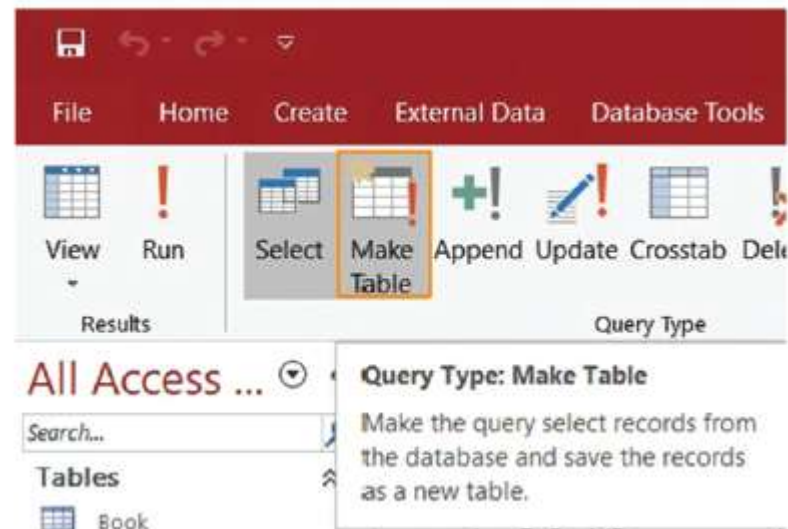 File Home Create External Data Database Tools
View Run Select Make Table Append Update Crosstab Dele
Results Query Type
All Access ...
Query Type: Make Table
Search...
Make the query select records from
the database and save the records
as a new table.
Tables
Book